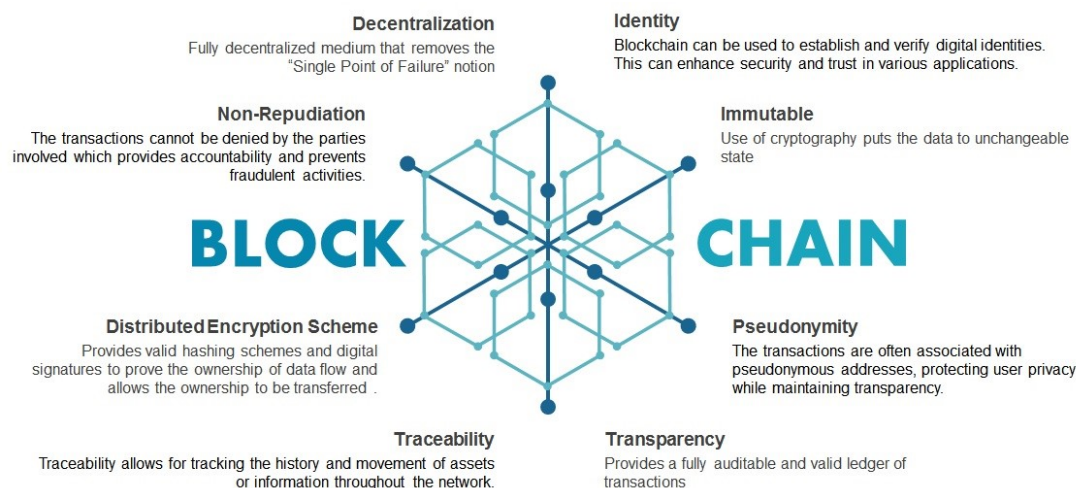 Decentralization
Fully decentralized medium that removes the
“Single Point of Failure” notion
Identity
Blockchain can be used to establish and verify digital identities.
This can enhance security and trust in various applications.
Non-Repudiation
The transactions cannot be denied by the parties
involved which provides accountability and prevents
fraudulent activities.
Immutable
Use of cryptography puts the data to unchangeable
state
BLOCK CHAIN
Distributed Encryption Scheme
Provides valid hashing schemes and digital
signatures to prove the ownership of data flow and
allows the ownership to be transferred .
Pseudonymity
The transactions are often associated with
pseudonymous addresses, protecting user privacy
while maintaining transparency.
Traceability
Traceability allows for tracking the history and movement of assets
or information throughout the network.
Transparency
Provides a fully auditable and valid ledger of
transactions